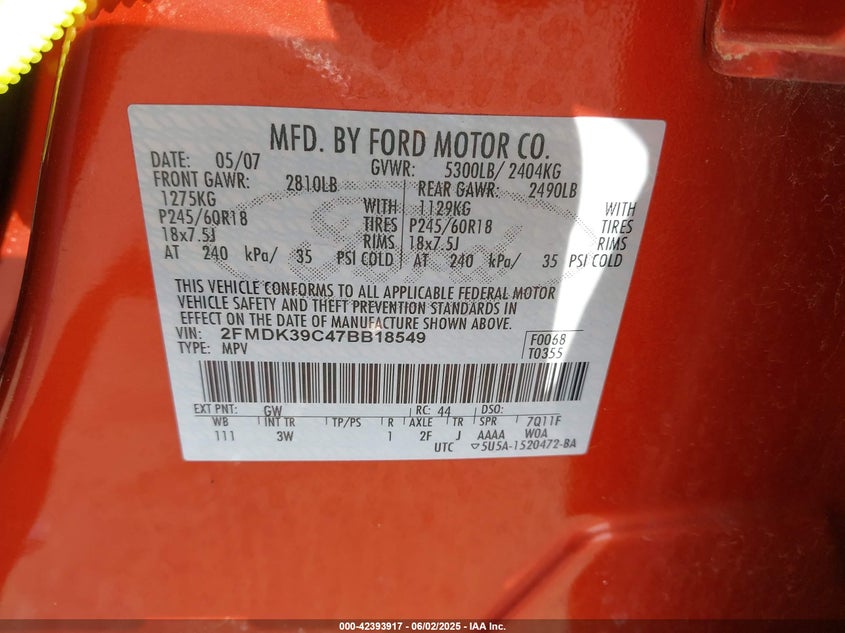 MFD. BY FORD MOTOR CO.
DATE: 05/07 GVWR: 5300LB/ 2404KG
FRONT GAWR: 2810LB REAR GAWR: 2490LB
1275KG WITH 1129KG WITH
P245/60R18 TIRES P245/60R18 TIRES
18x7.5J RIMS 18x7.5J RIMS
AT 240 kPa/ 35 PSI COLD AT 240 kPa/ 35 PSI COLD
THIS VEHICLE CONFORMS TO ALL APPLICABLE FEDERAL MOTOR
VEHICLE SAFETY AND THEFT PREVENTION STANDARDS IN
EFFECT ON THE DATE OF MANUFACTURE SHOWN ABOVE.
VIN: 2FMDK39C47BB18549 F0068
TYPE: MPV T0355
EXT PNT: GW RC: 44 DSO:
WB INT TR TP/PS R AXLE TR SPR 7Q11F
111 3W 1 2F J AAAA W0A
UTC 5U5A-1520472-BA
000-42393917 - 06/02/2025 - IAA Inc.